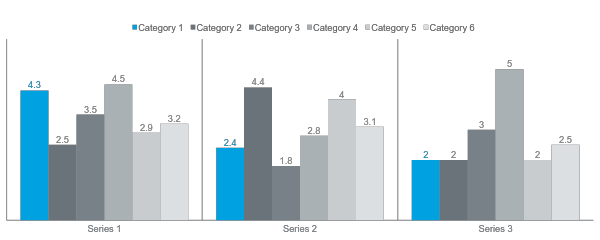 Category 1 Category 2 Category 3 Category 4 Category 5 Category 6
4.3 2.5 3.5 4.5 2.9 3.2
2.4 4.4 1.8 2.8 4 3.1
2 2 3 5 2 2.5
Series 1 Series 2 Series 3